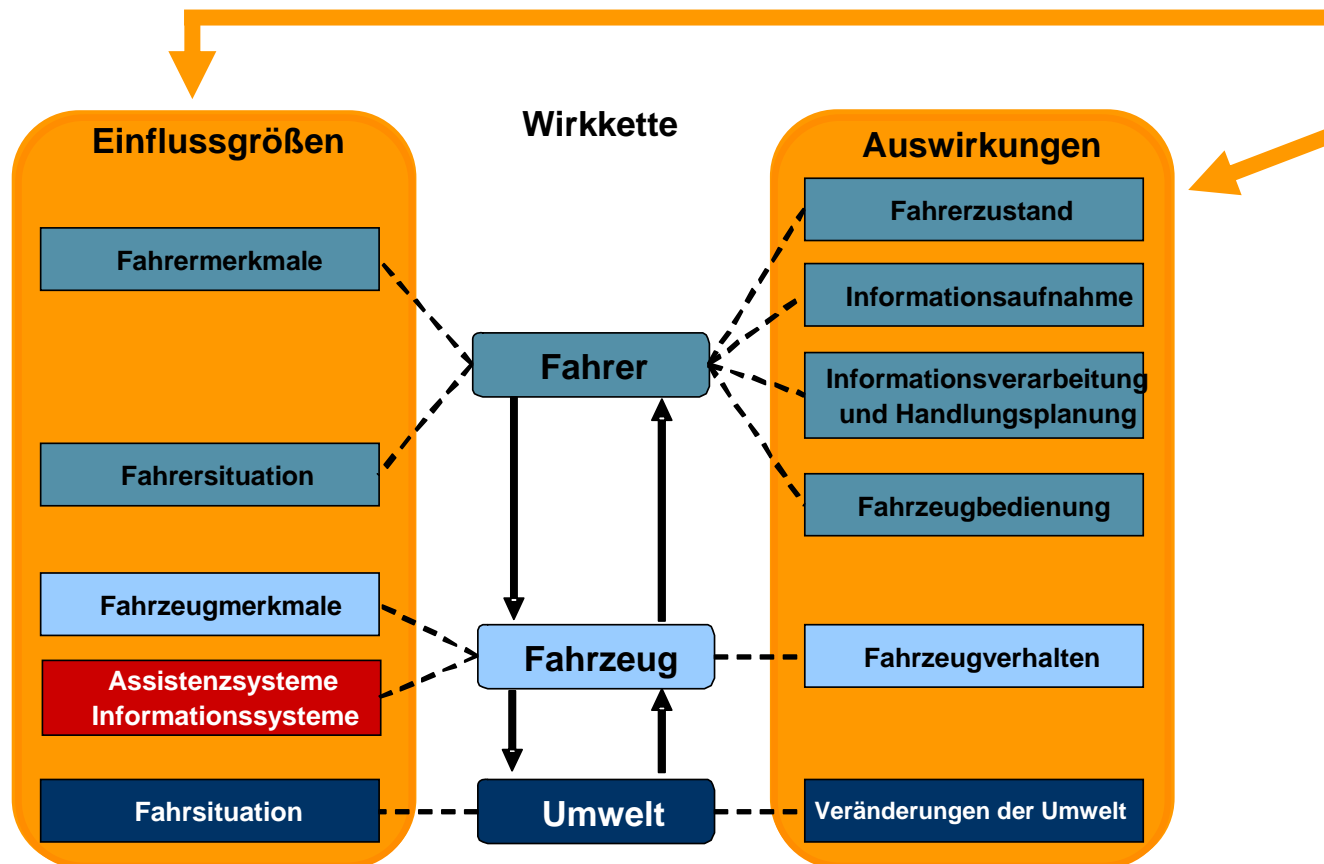 Einflussgrößen
Fahrermerkmale
Fahrersituation
Fahrzeugmerkmale
Assistenzsysteme
Informationssysteme
Fahrsituation
Wirkkette
Fahrer
Fahrzeug
Umwelt
Auswirkungen
Fahrerzustand
Informationsaufnahme
Informationsverarbeitung
und Handlungsplanung
Fahrzeugbedienung
Fahrzeugverhalten
Veränderungen der Umwelt